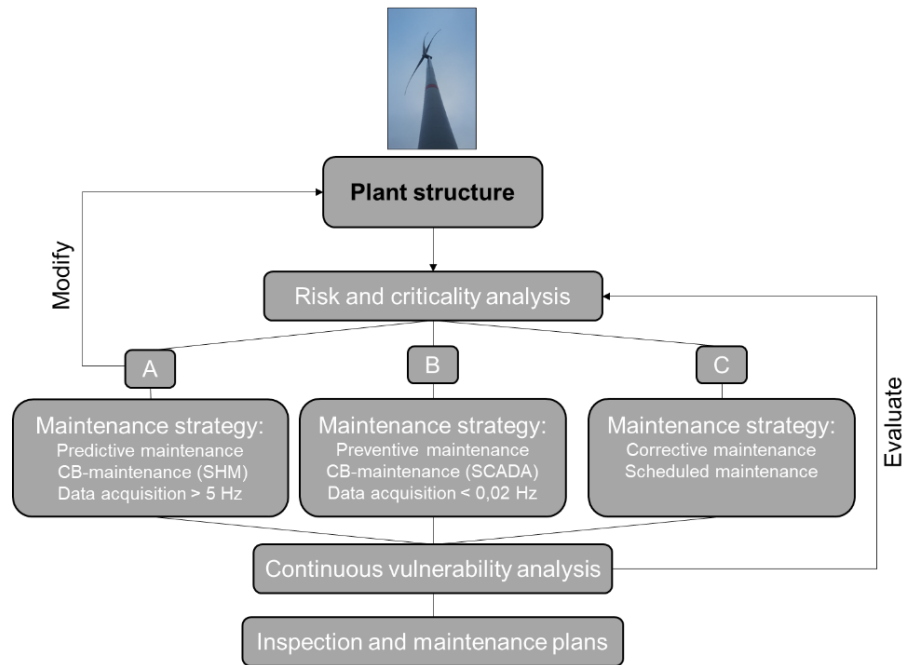 Plant structure
Modify
Risk and criticality analysis
A
B
C
Maintenance strategy:
Predictive maintenance
CB-maintenance (SHM)
Data acquisition > 5 Hz
Maintenance strategy:
Preventive maintenance
CB-maintenance (SCADA)
Data acquisition < 0,02 Hz
Maintenance strategy:
Corrective maintenance
Scheduled maintenance
Evaluate
Continuous vulnerability analysis
Inspection and maintenance plans